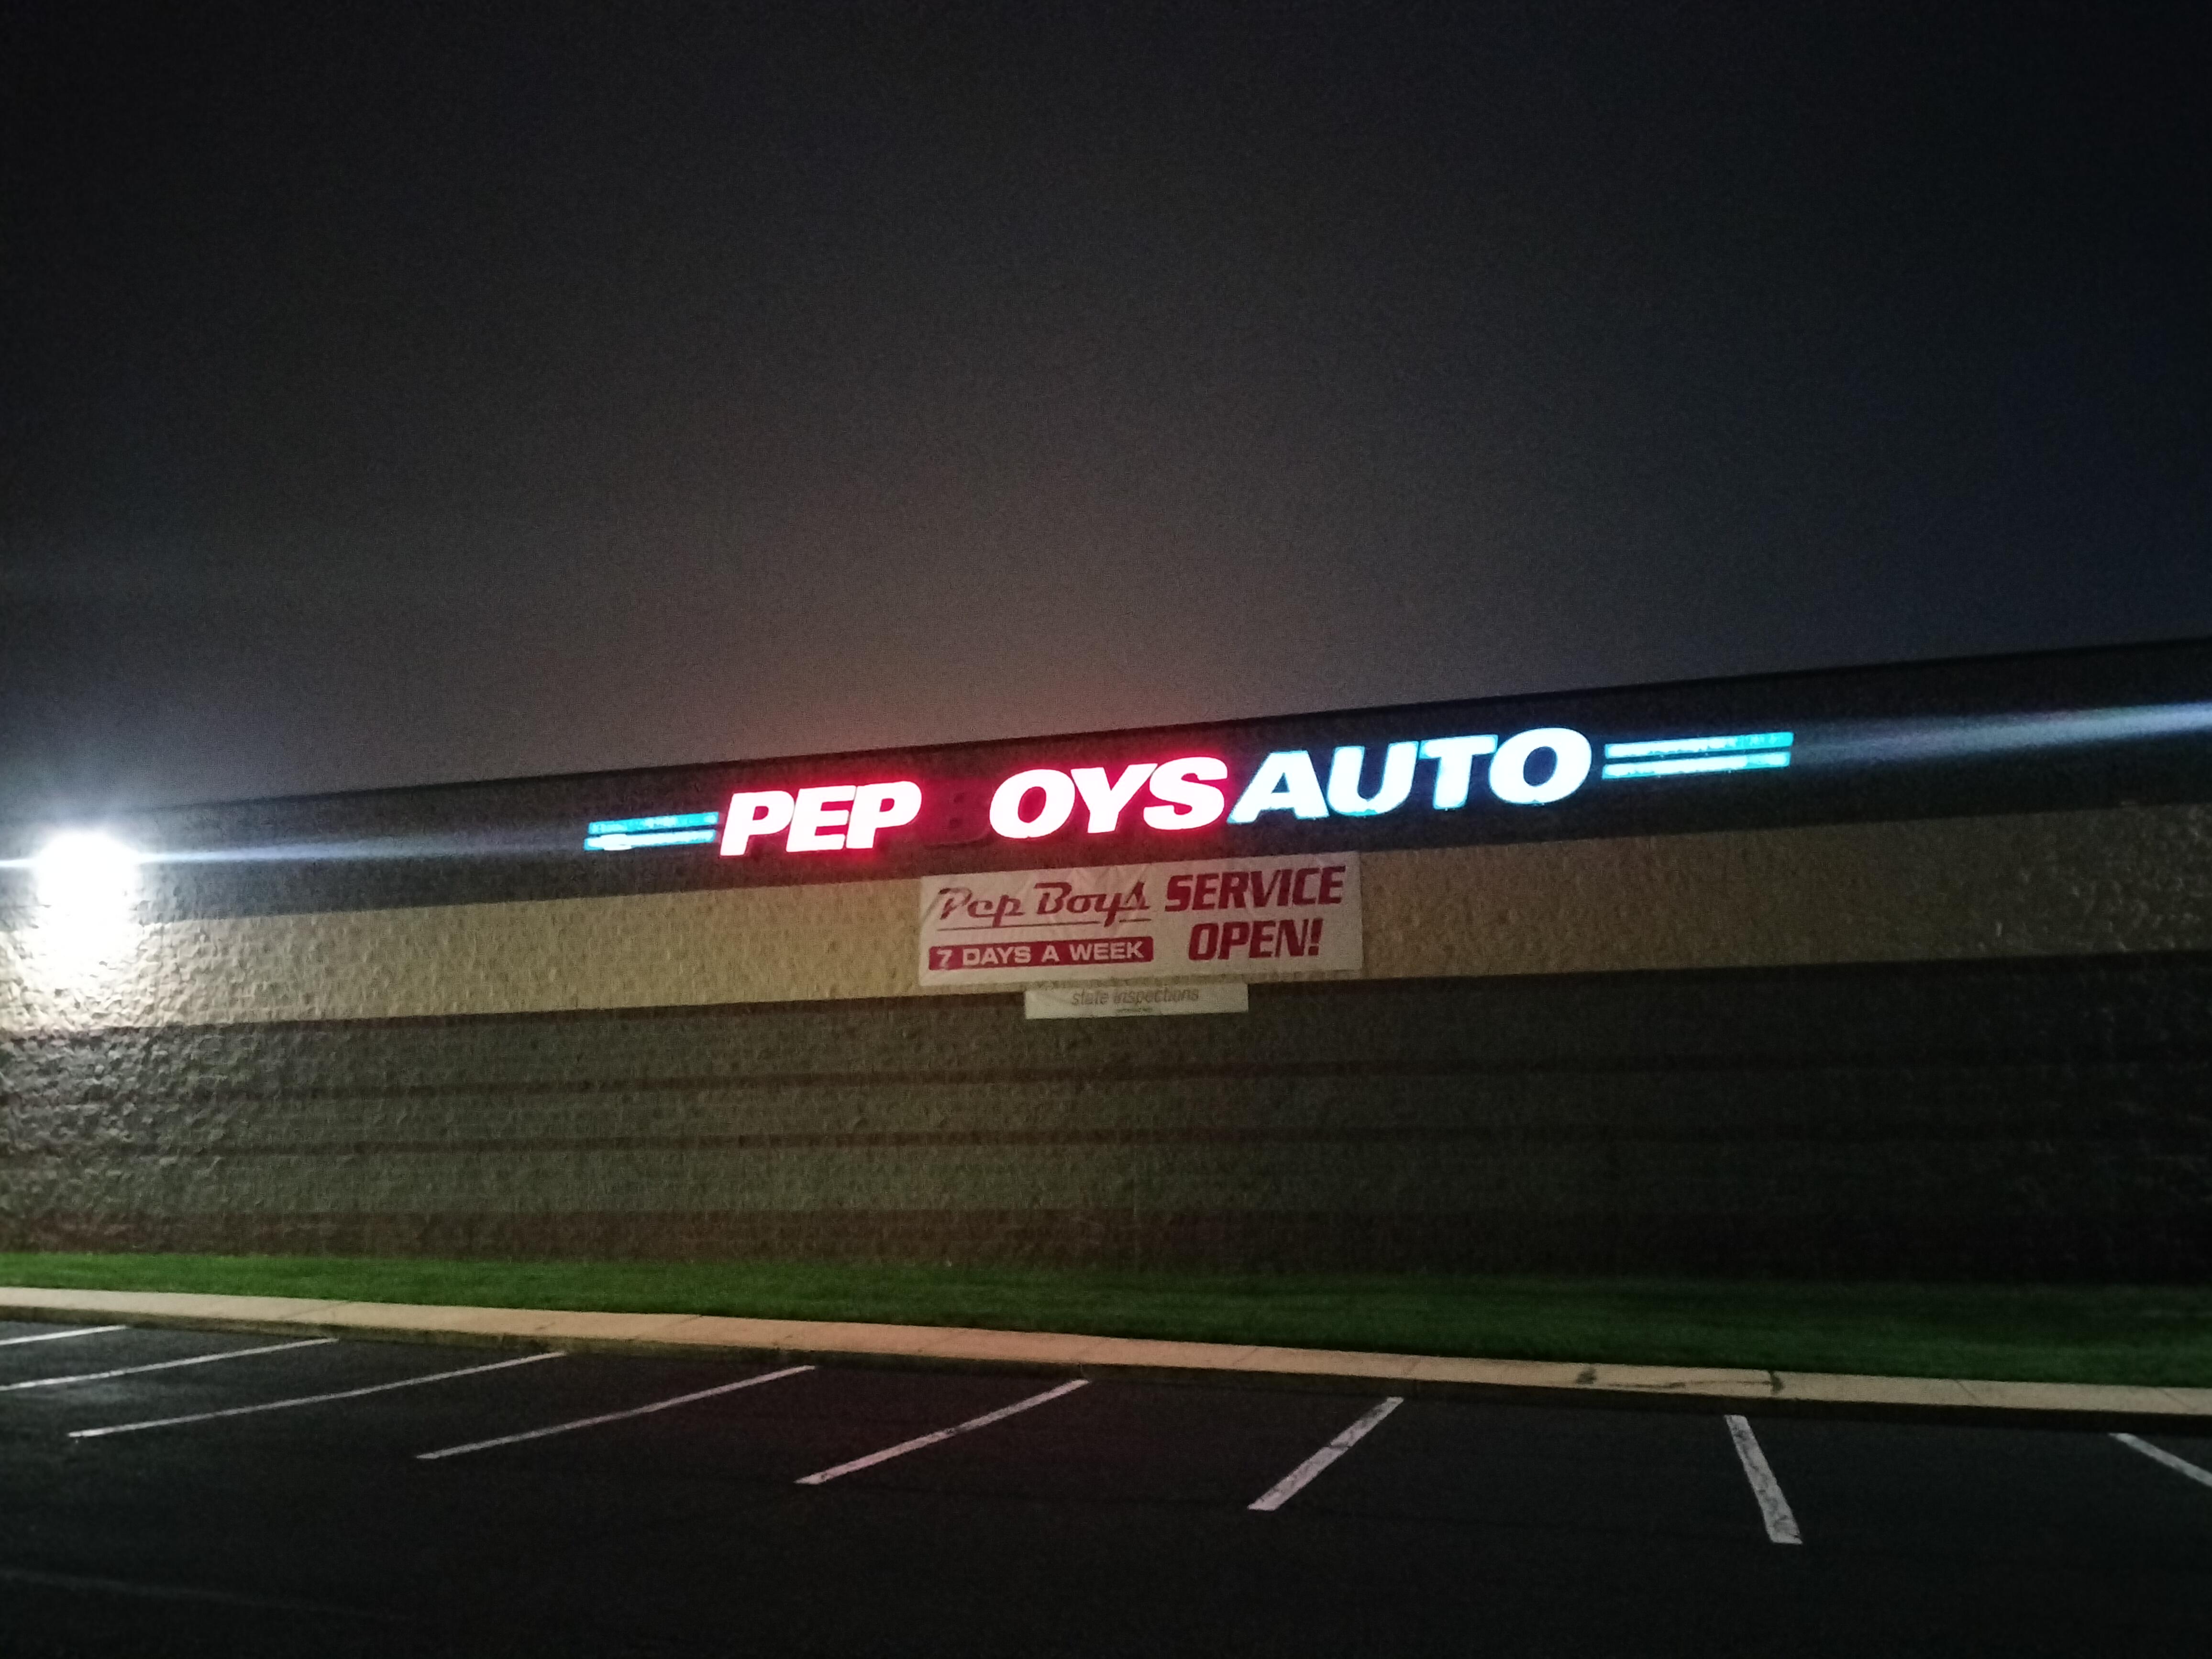 PEP BOYS AUTO
Pep Boys SERVICE
7 DAYS A WEEK OPEN!
state inspections